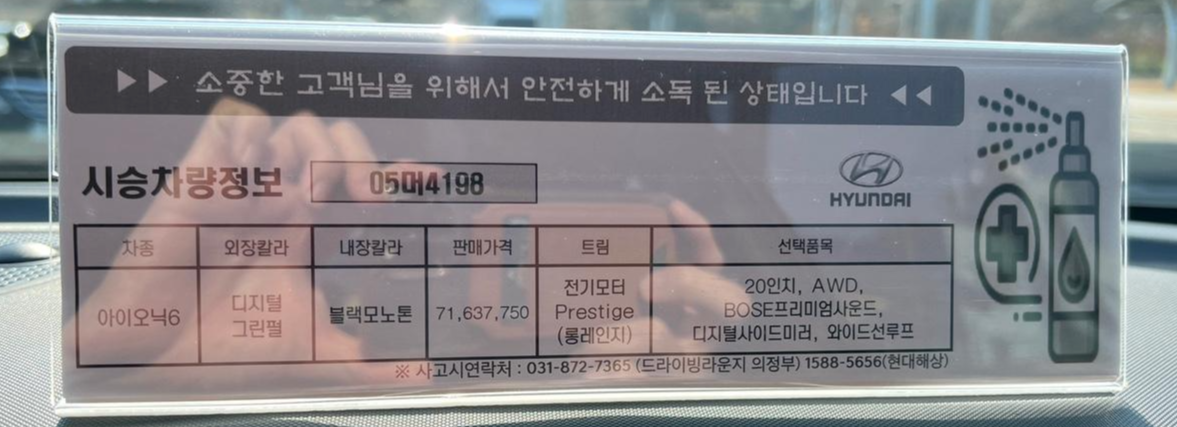 ▶▶ 소중한 고객님을 위해서 안전하게 소독 된 상태입니다 ◀◀
시승차량정보 05머4198
HYUNDAI
차종 외장칼라 내장칼라 판매가격 트림 선택품목
아이오닉6 디지털 그린펄 블랙모노톤 71,637,750 전기모터 Prestige (롱레인지) 20인치, AWD, BOSE프리미엄사운드, 디지털사이드미러, 와이드선루프
※ 사고시연락처 : 031-872-7365 (드라이빙라운지 의정부) 1588-5656(현대해상)